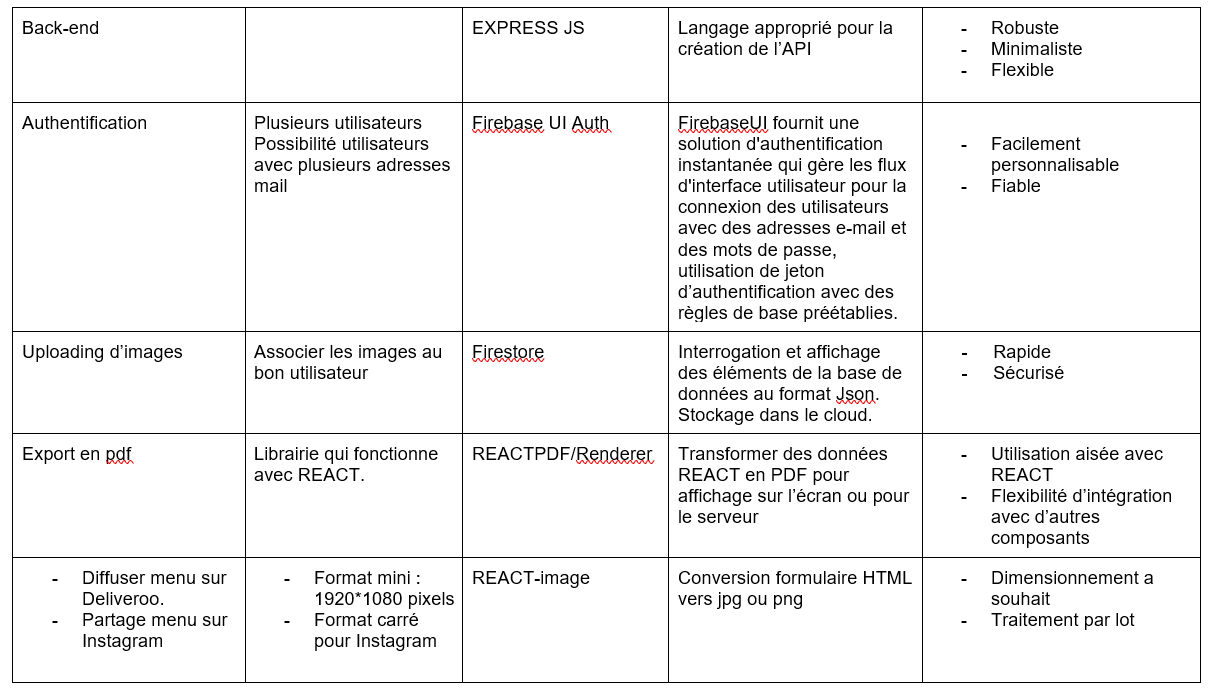 Back-end
EXPRESS JS
Langage approprié pour la
création de l’API
- Robuste
- Minimaliste
- Flexible
Authentification
Plusieurs utilisateurs
Possibilité utilisateurs
avec plusieurs adresses
mail
Firebase UI Auth
FirebaseUI fournit une
solution d'authentification
instantanée qui gère les flux
d'interface utilisateur pour la
connexion des utilisateurs
avec des adresses e-mail et
des mots de passe,
utilisation de jeton
d’authentification avec des
règles de base préétablies.
- Facilement
personnalisable
- Fiable
Uploading d’images
Associer les images au
bon utilisateur
Firestore
Interrogation et affichage
des éléments de la base de
données au format Json.
Stockage dans le cloud.
- Rapide
- Sécurisé
Export en pdf
Librairie qui fonctionne
avec REACT.
REACTPDF/Renderer
Transformer des données
REACT en PDF pour
affichage sur l’écran ou pour
le serveur
- Utilisation aisée avec
REACT
- Flexibilité d’intégration
avec d’autres
composants
- Diffuser menu sur
Deliveroo.
- Partage menu sur
Instagram
- Format mini :
1920*1080 pixels
- Format carré
pour Instagram
REACT-image
Conversion formulaire HTML
vers jpg ou png
- Dimensionnement a
souhait
- Traitement par lot